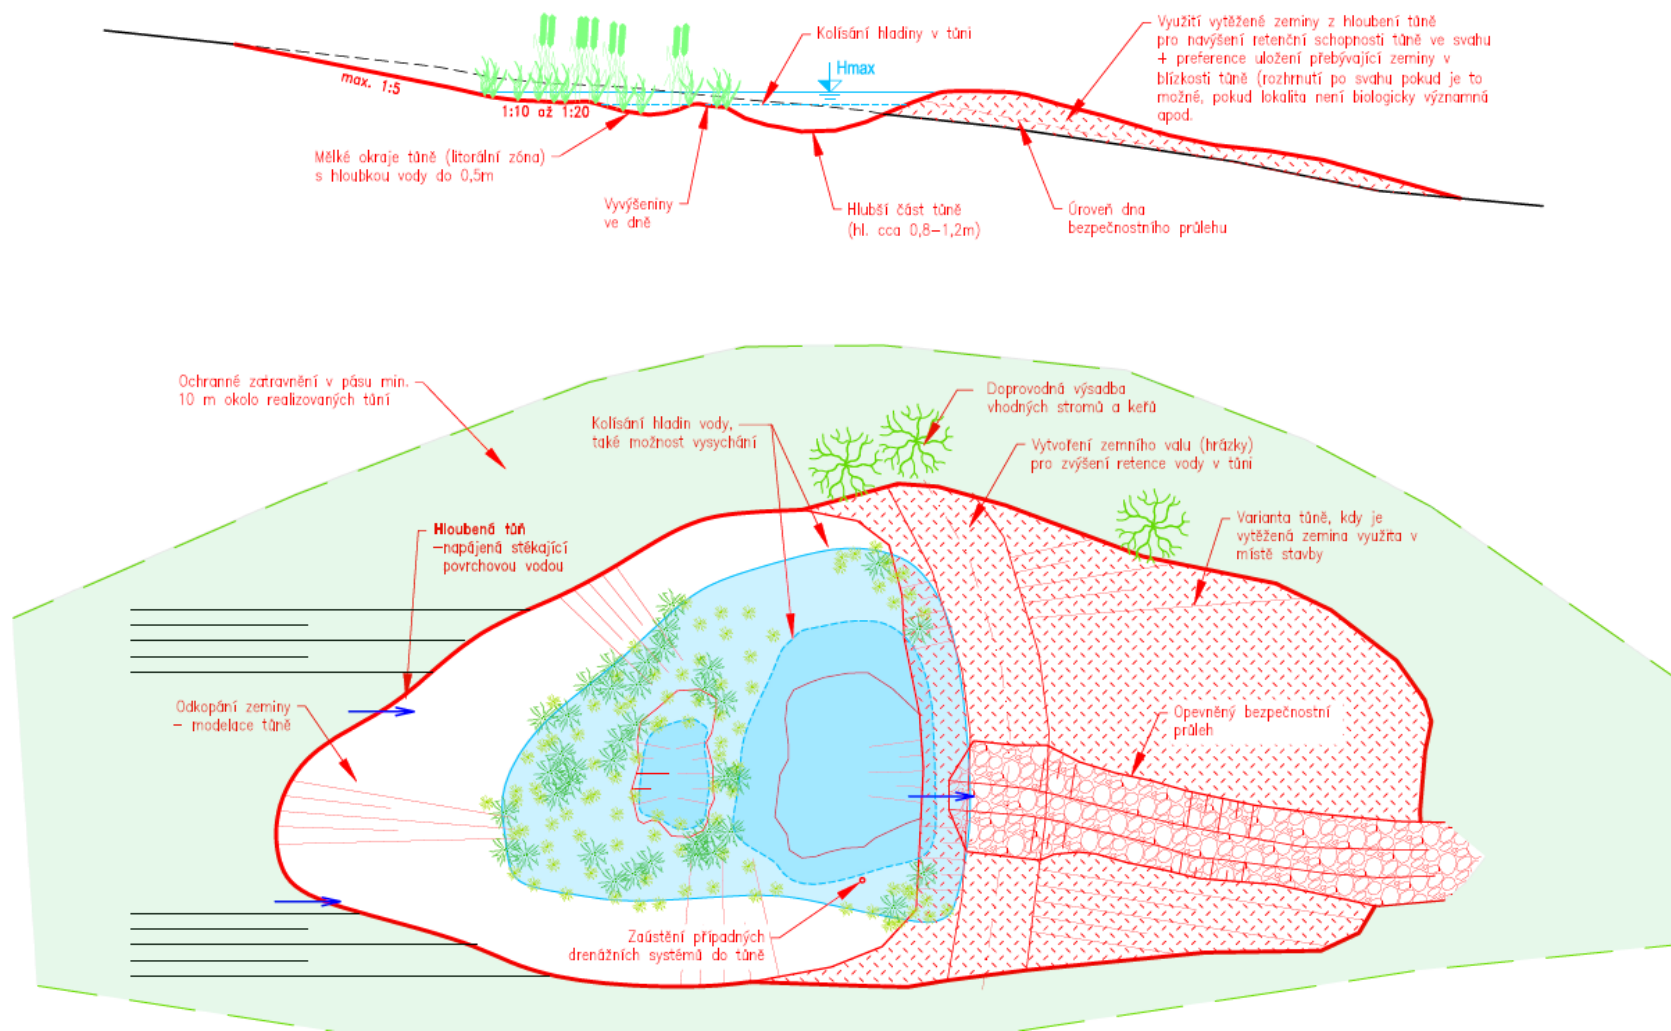 Kolísání hladiny v tůni
Hmax
Využití vytěžené zeminy z hloubení tůně
pro navýšení retenční schopnosti tůně ve svahu
+ preference uložení přebývající zeminy v
blízkosti tůně (rozhrnutí po svahu pokud je to
možné, pokud lokalita není biologicky významná
apod.
max. 1:5
1:10 až 1:20
Mělké okraje tůně (litorální zóna)
s hloubkou vody do 0,5m
Vyvýšeniny
ve dně
Hlubší část tůně
(hl. cca 0,8–1,2m)
Úroveň dna
bezpečnostního průlehu
Ochranné zatravnění v pásu min.
10 m okolo realizovaných tůní
Kolísání hladin vody,
také možnost vysychání
Doprovodná výsadba
vhodných stromů a keřů
Vytvoření zemního valu (hrázky)
pro zvýšení retence vody v tůni
Hloubená tůň
–napájená stékající
povrchovou vodou
Varianta tůně, kdy je
vytěžená zemina využita v
místě stavby
Odkopání zeminy
– modelace tůně
Opevněný bezpečnostní
průleh
Zaústění případných
drenážních systémů do tůně